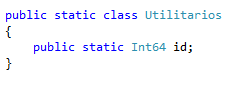 public static class Utilitarios
{
    public static Int64 id;
}